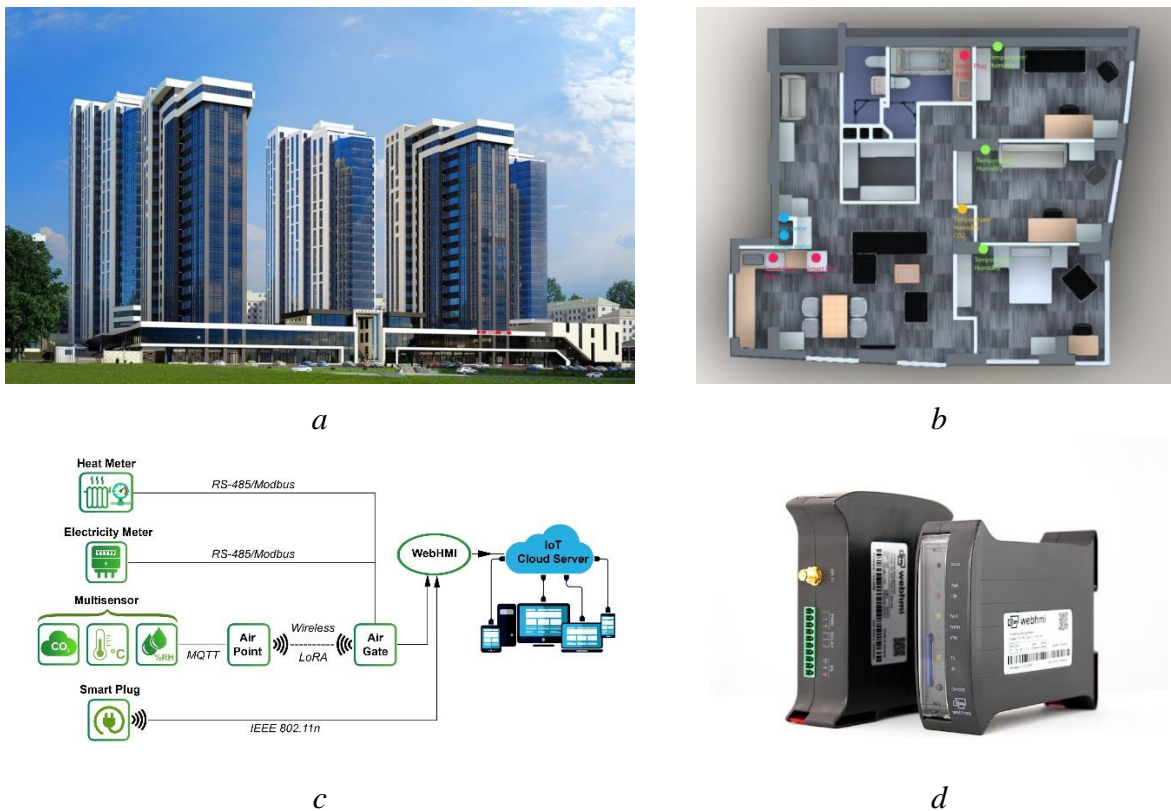 Smart Plug
Temperature/
Humidity
Temperature/
Humidity
Temperature/
Humidity
CO2
Temperature/
Humidity
a
b
Heat Meter
RS-485/Modbus
Electricity Meter
RS-485/Modbus
WebHMI
IoT
Cloud Server
Multisensor
CO₂
°C
%RH
MQTT
Air
Point
Wireless
LoRA
Air
Gate
Smart Plug
IEEE 802.11n
webhmi
webhmi
c
d